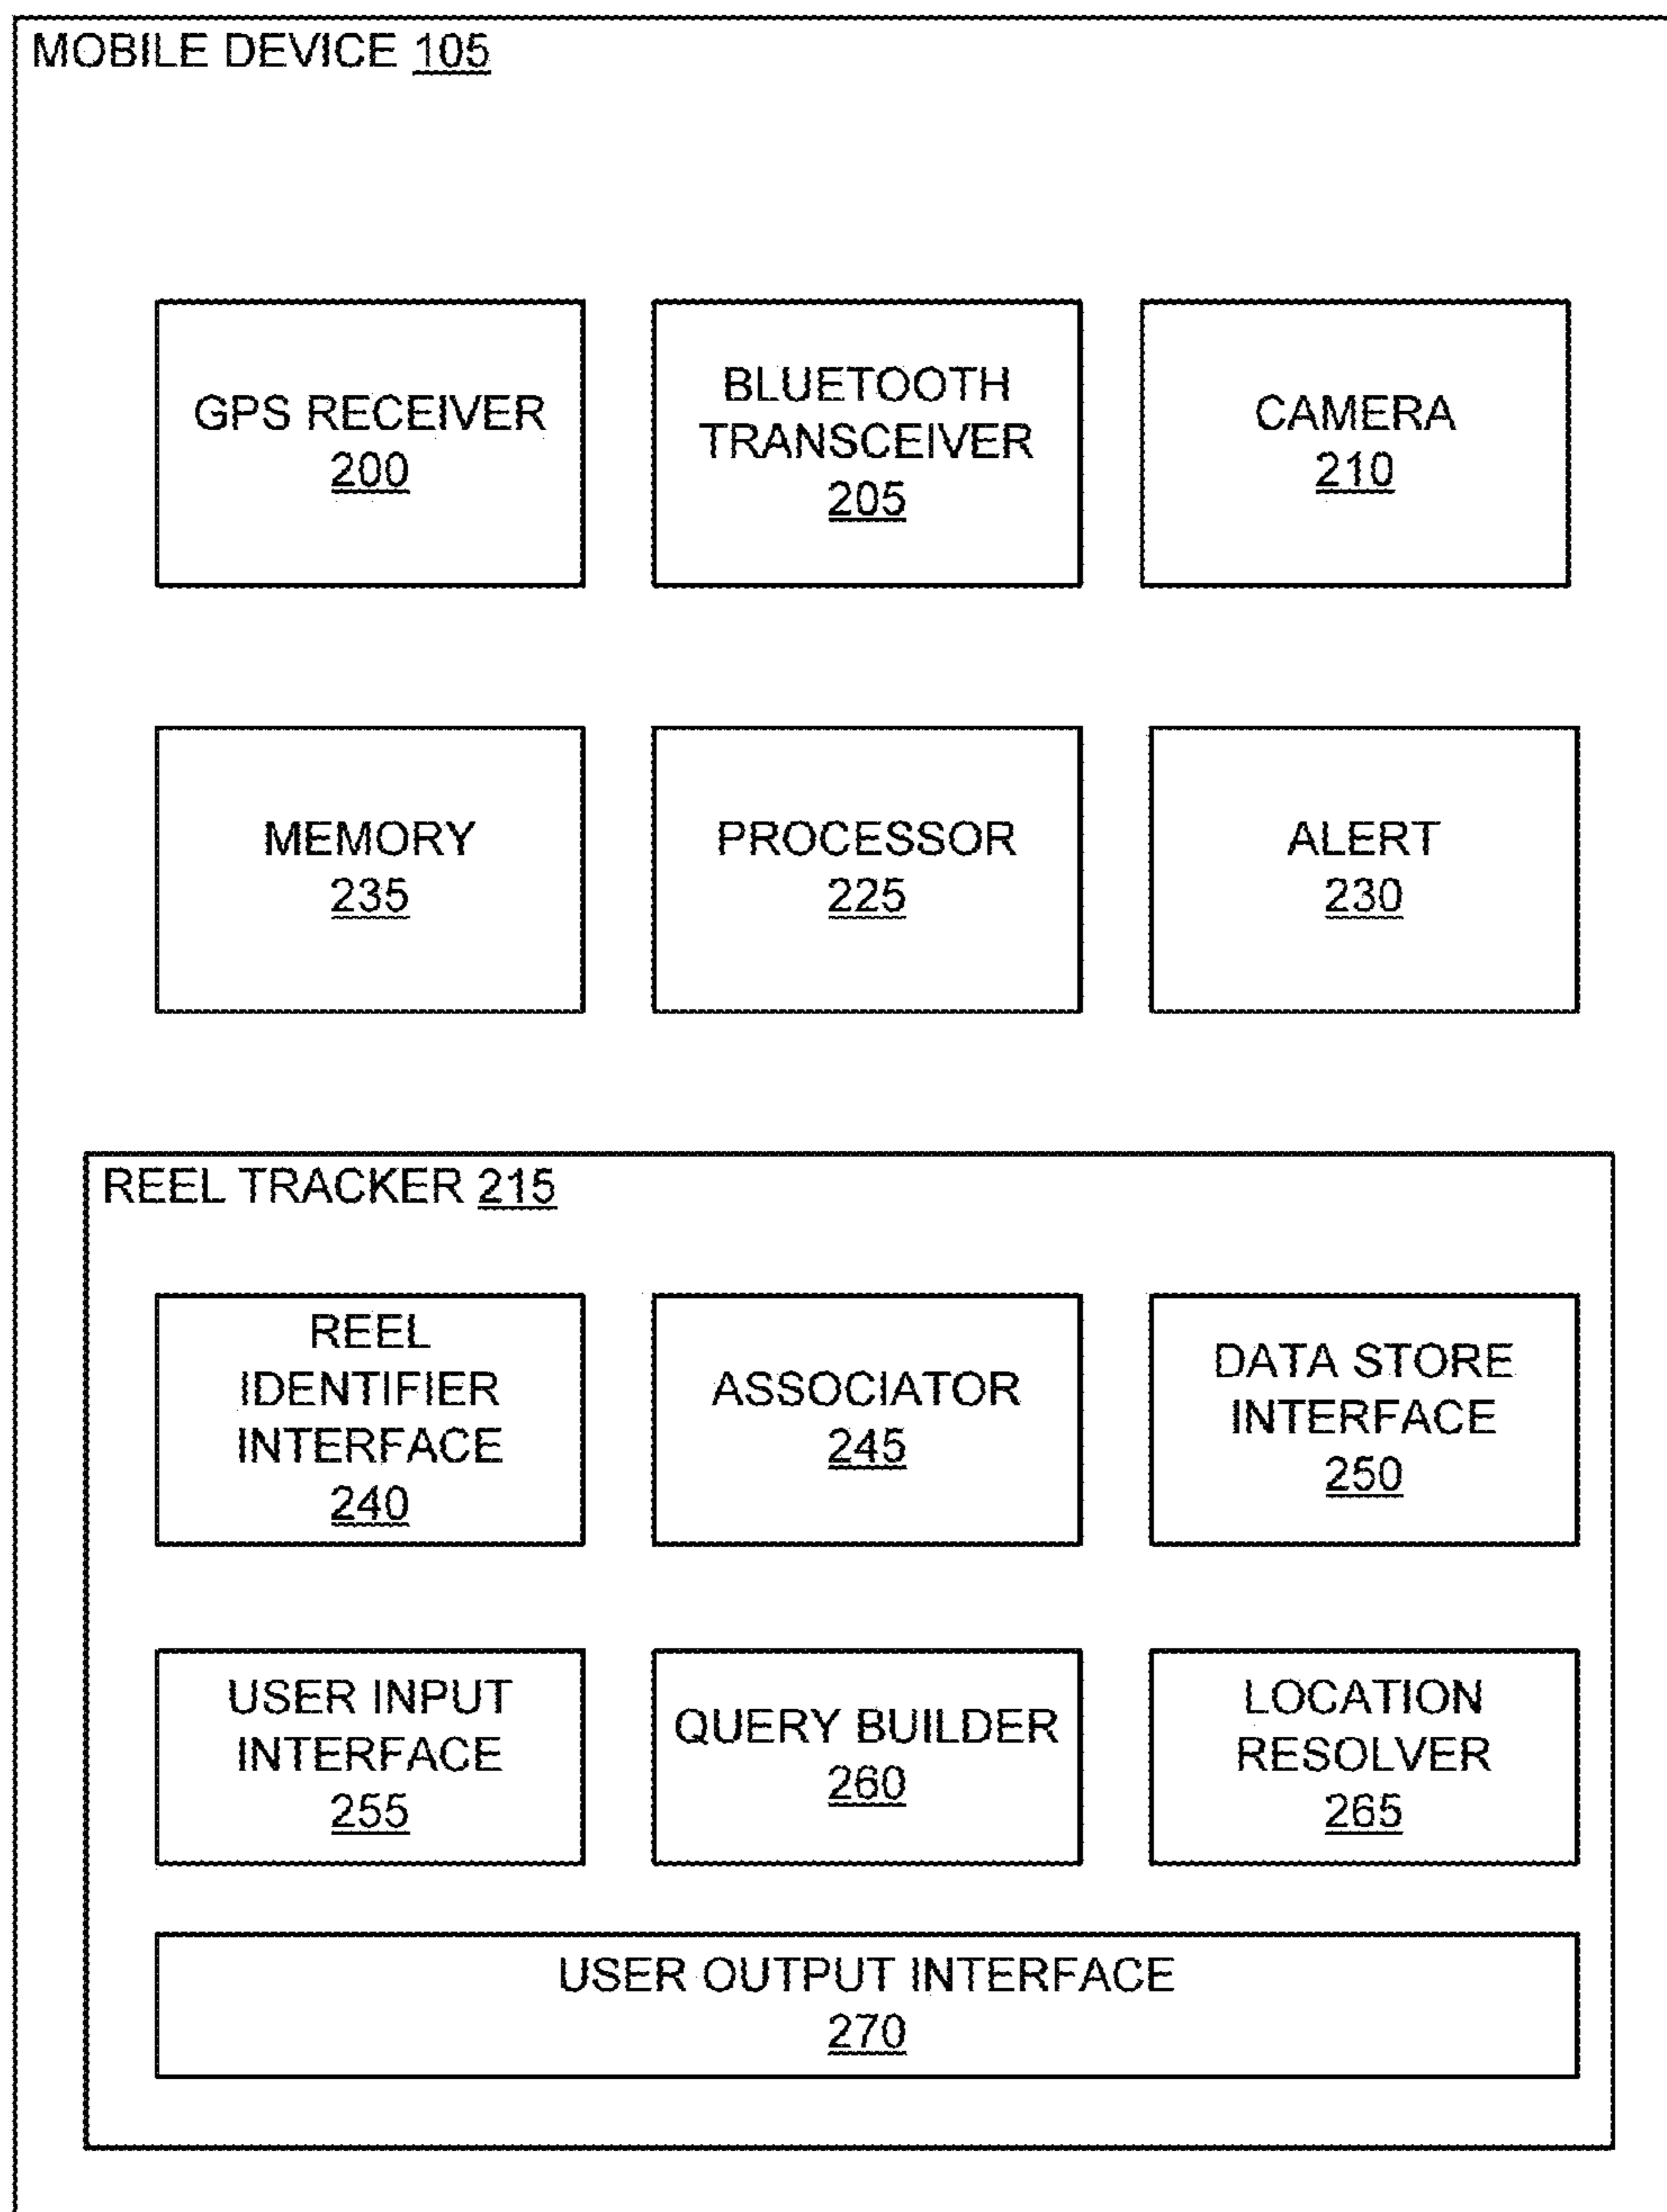 MOBILE DEVICE 105
GPS RECEIVER
200
BLUETOOTH
TRANSCEIVER
205
CAMERA
210
MEMORY
235
PROCESSOR
225
ALERT
230
REEL TRACKER 215
REEL
IDENTIFIER
INTERFACE
240
ASSOCIATOR
245
DATA STORE
INTERFACE
250
USER INPUT
INTERFACE
255
QUERY BUILDER
260
LOCATION
RESOLVER
265
USER OUTPUT INTERFACE
270